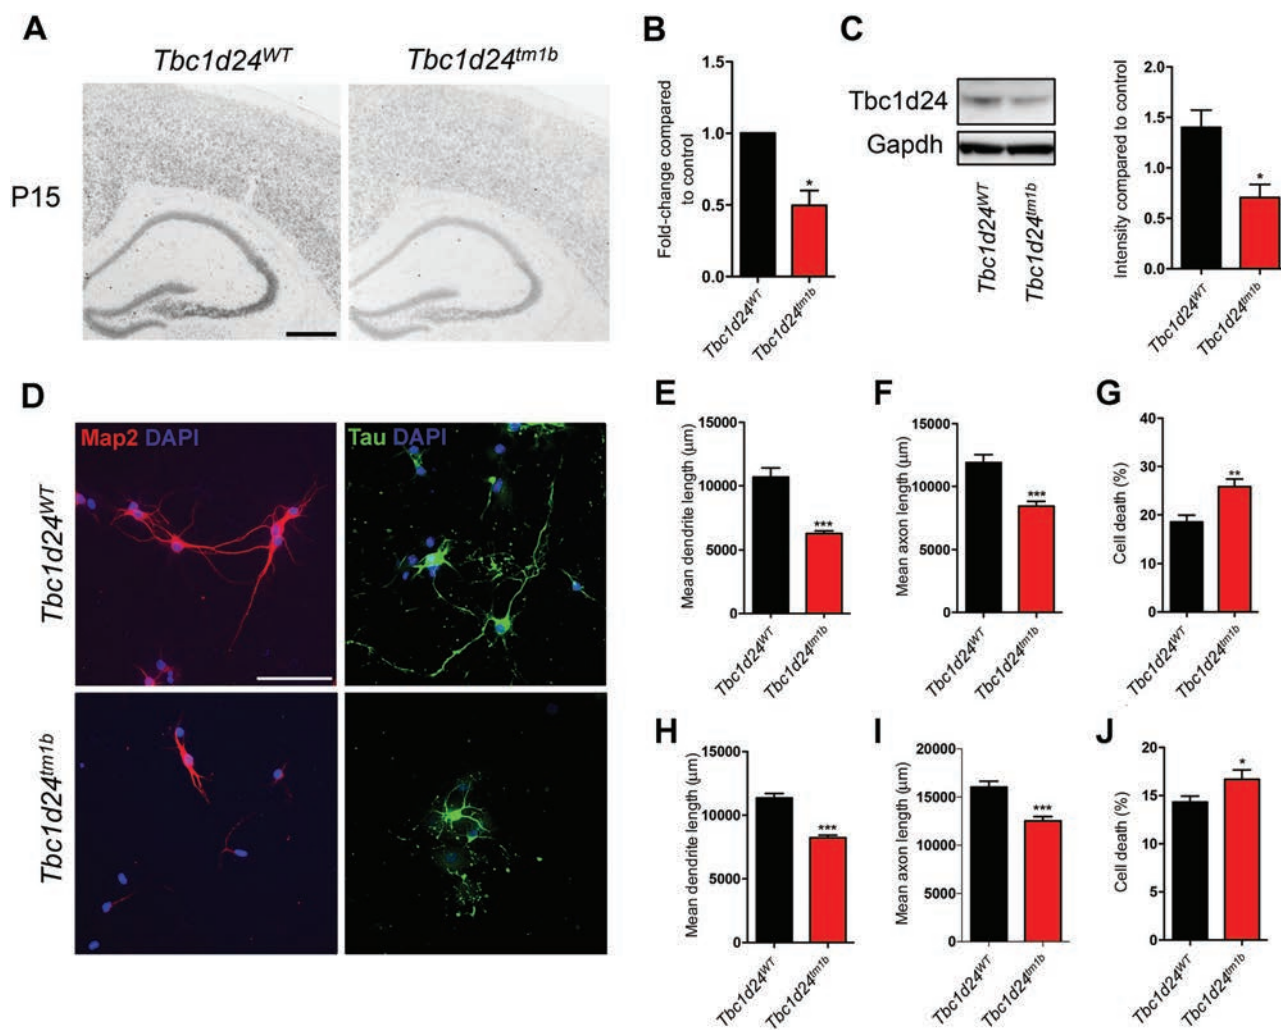 A
Tbc1d24WT
Tbc1d24tm1b
P15
B
Fold-change compared
to control
1.5
1.0
0.5
0.0
*
Tbc1d24WT
Tbc1d24tm1b
C
Tbc1d24
Gapdh
Tbc1d24WT
Tbc1d24tm1b
Intensity compared to control
2.0
1.5
1.0
0.5
0.0
*
Tbc1d24WT
Tbc1d24tm1b
D
Map2 DAPI
Tau DAPI
Tbc1d24WT
Tbc1d24tm1b
E
Mean dendrite length (μm)
15000
10000
5000
0
***
Tbc1d24WT
Tbc1d24tm1b
F
Mean axon length (μm)
15000
10000
5000
0
***
Tbc1d24WT
Tbc1d24tm1b
G
Cell death (%)
40
30
20
10
0
**
Tbc1d24WT
Tbc1d24tm1b
H
Mean dendrite length (μm)
15000
10000
5000
0
***
Tbc1d24WT
Tbc1d24tm1b
I
Mean axon length (μm)
20000
15000
10000
5000
0
***
Tbc1d24WT
Tbc1d24tm1b
J
Cell death (%)
20
15
10
5
0
*
Tbc1d24WT
Tbc1d24tm1b